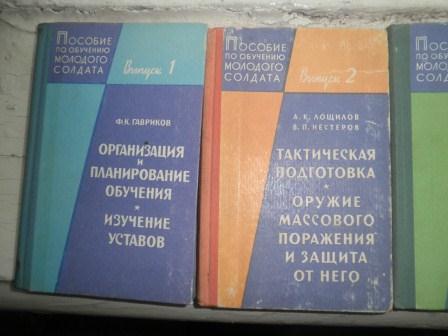 Пособие
по обучению
молодого
солдата
Выпуск 1
Ф. К. ГАВРИКОВ
ОРГАНИЗАЦИЯ
и
ПЛАНИРОВАНИЕ
ОБУЧЕНИЯ
*
ИЗУЧЕНИЕ
УСТАВОВ
Пособие
по обучению
молодого
солдата
Выпуск 2
А. К. ЛОЩИЛОВ
В. П. НЕСТЕРОВ
ТАКТИЧЕСКАЯ
ПОДГОТОВКА
*
ОРУЖИЕ
МАССОВОГО
ПОРАЖЕНИЯ
И ЗАЩИТА
ОТ НЕГО